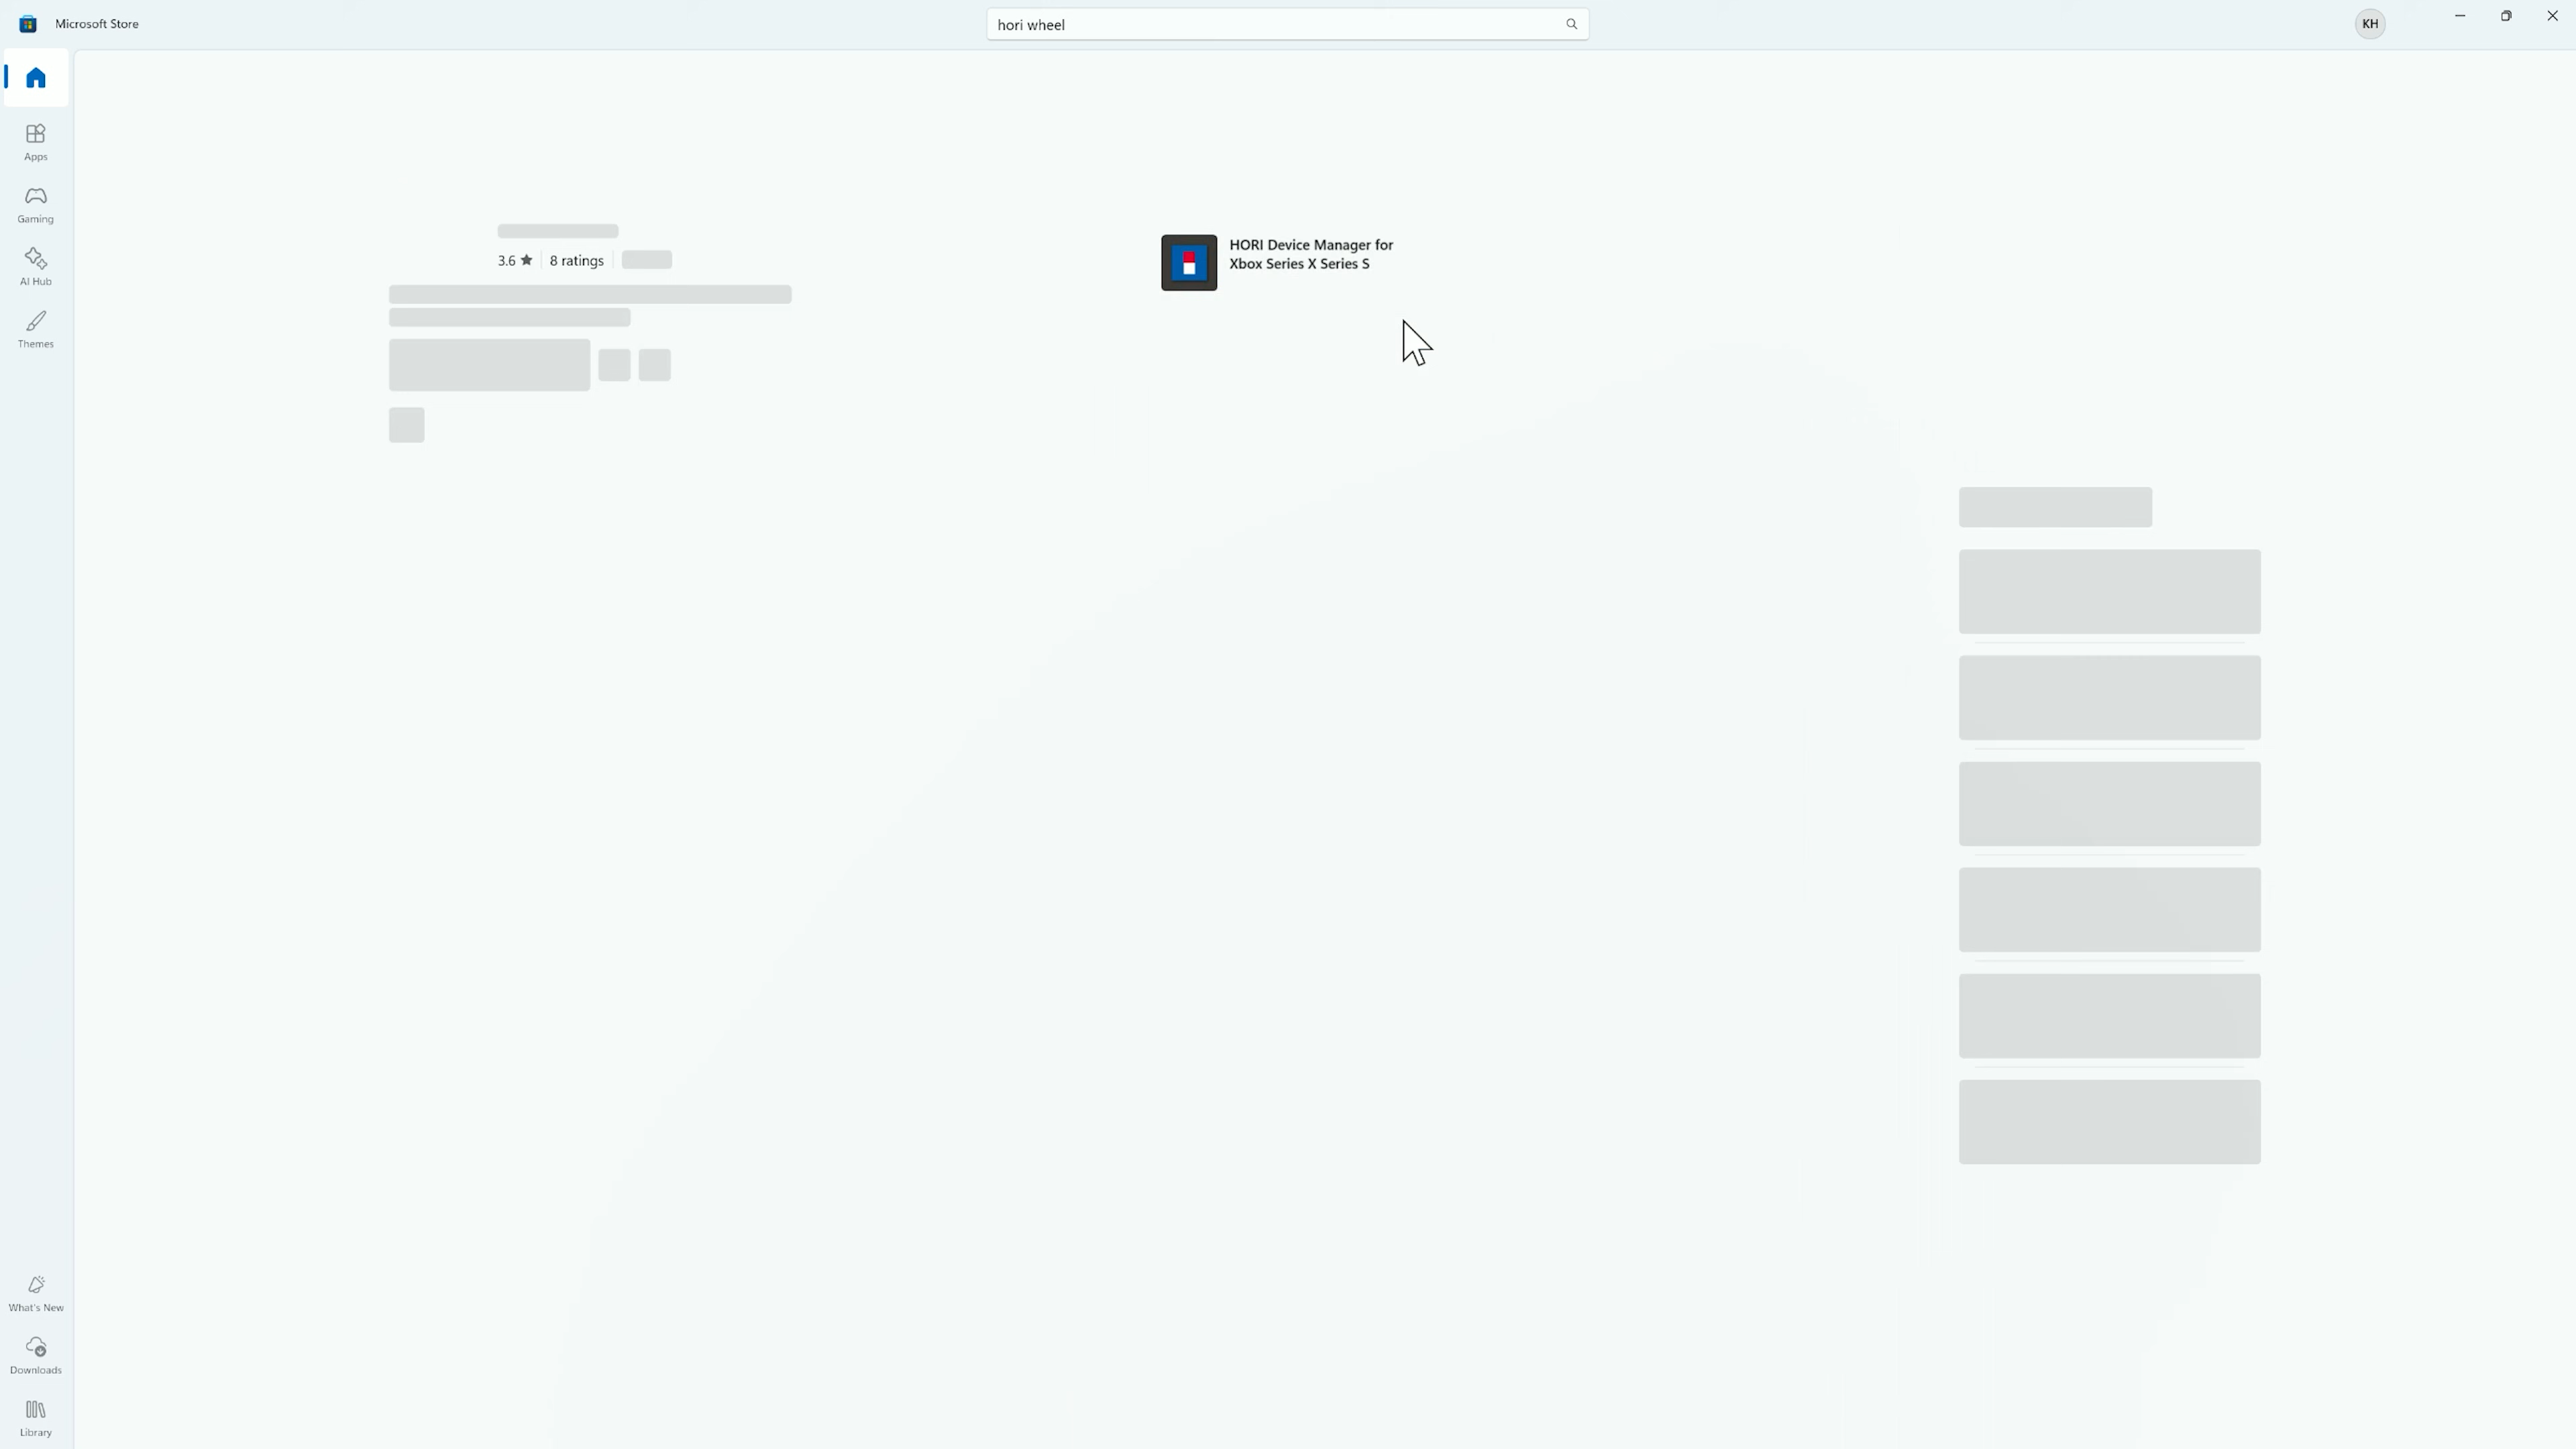 Microsoft Store
hori wheel
KH
Apps
Gaming
AI Hub
Themes
3.6
8 ratings
HORI Device Manager for
Xbox Series X Series S
What's New
Downloads
Library